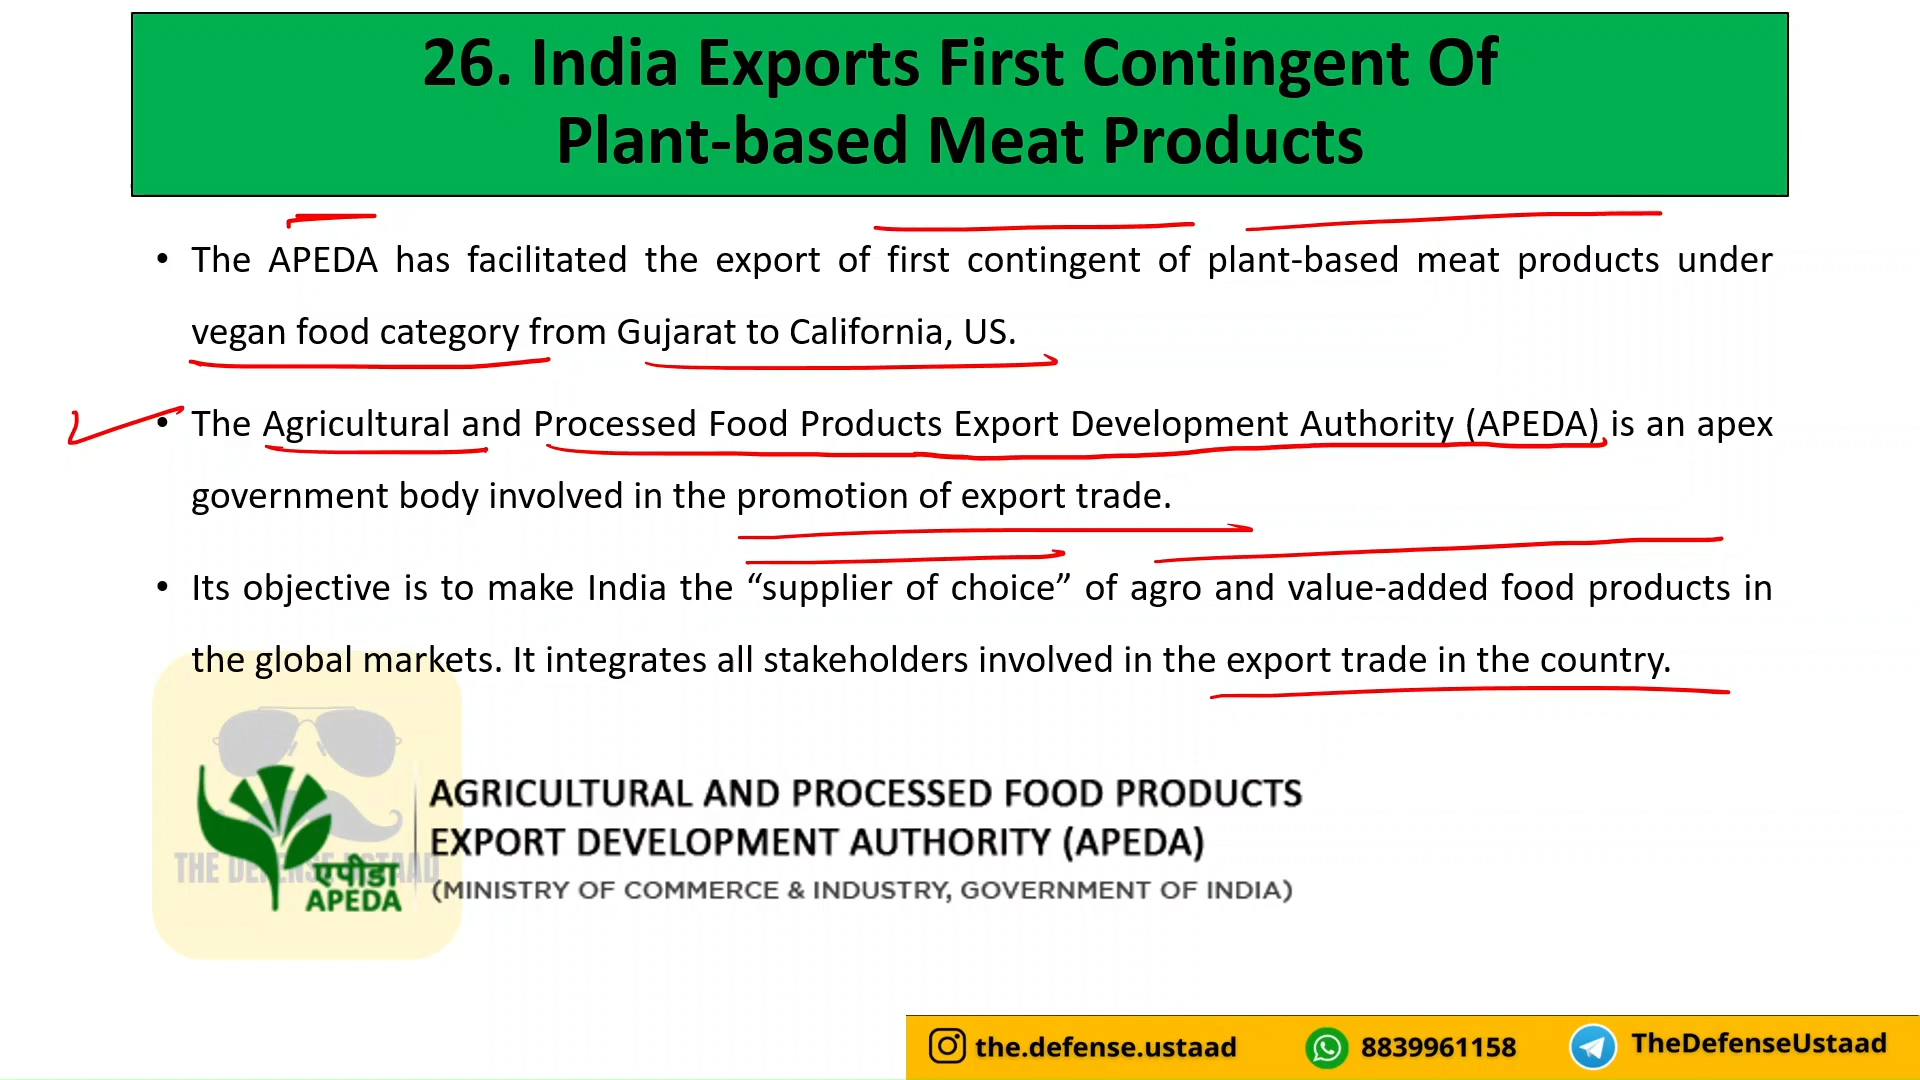 26. India Exports First Contingent Of
Plant-based Meat Products
• The APEDA has facilitated the export of first contingent of plant-based meat products under
vegan food category from Gujarat to California, US.
• The Agricultural and Processed Food Products Export Development Authority (APEDA) is an apex
government body involved in the promotion of export trade.
• Its objective is to make India the “supplier of choice” of agro and value-added food products in
the global markets. It integrates all stakeholders involved in the export trade in the country.
AGRICULTURAL AND PROCESSED FOOD PRODUCTS
EXPORT DEVELOPMENT AUTHORITY (APEDA)
(MINISTRY OF COMMERCE & INDUSTRY, GOVERNMENT OF INDIA)
THE DEFENSE USTAAD
एपीडा
APEDA
the.defense.ustaad 8839961158 TheDefenseUstaad